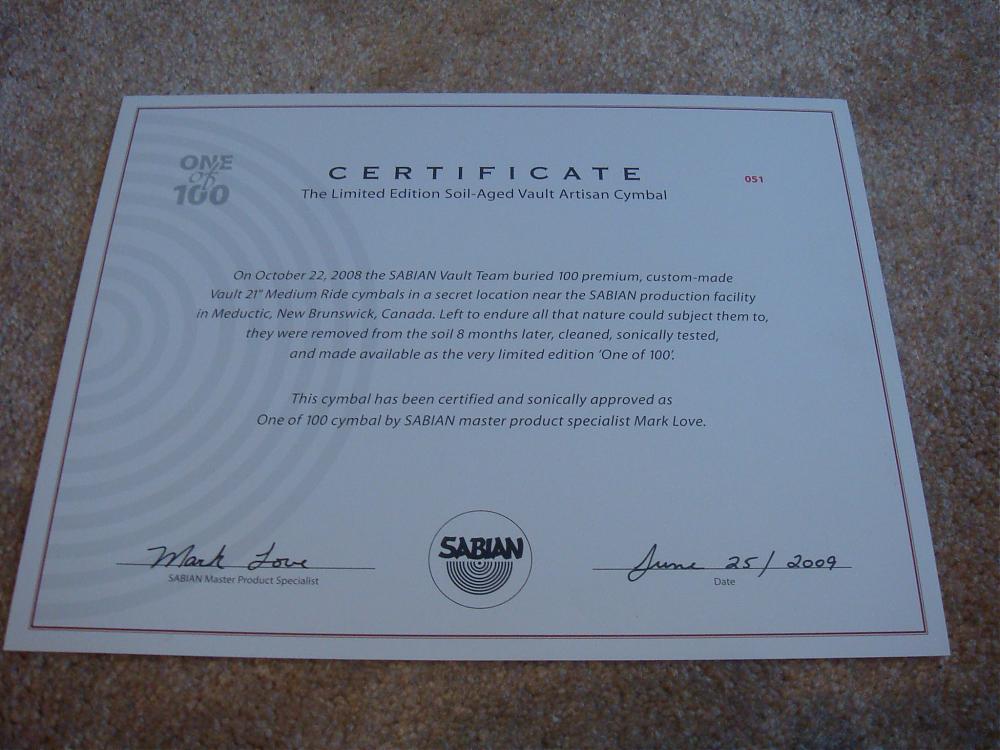 ONE
of
100
CERTIFICATE
051
The Limited Edition Soil-Aged Vault Artisan Cymbal
On October 22, 2008 the SABIAN Vault Team buried 100 premium, custom-made
Vault 21" Medium Ride cymbals in a secret location near the SABIAN production facility
in Meductic, New Brunswick, Canada. Left to endure all that nature could subject them to,
they were removed from the soil 8 months later, cleaned, sonically tested,
and made available as the very limited edition 'One of 100'.
This cymbal has been certified and sonically approved as
One of 100 cymbal by SABIAN master product specialist Mark Love.
Mark Love
SABIAN Master Product Specialist
SABIAN
June 25/ 2009
Date